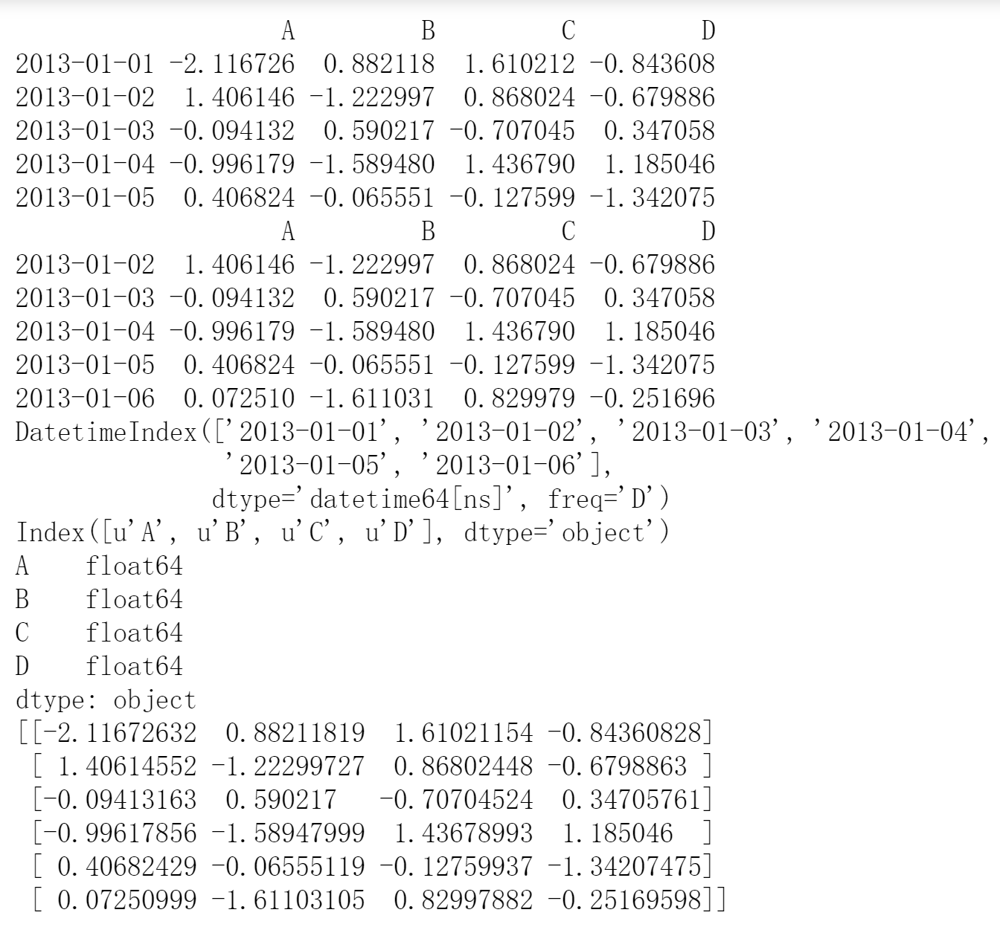 A         B         C         D
2013-01-01 -2.116726  0.882118  1.610212 -0.843608
2013-01-02  1.406146 -1.222997  0.868024 -0.679886
2013-01-03 -0.094132  0.590217 -0.707045  0.347058
2013-01-04 -0.996179 -1.589480  1.436790  1.185046
2013-01-05  0.406824 -0.065551 -0.127599 -1.342075
                   A         B         C         D
2013-01-02  1.406146 -1.222997  0.868024 -0.679886
2013-01-03 -0.094132  0.590217 -0.707045  0.347058
2013-01-04 -0.996179 -1.589480  1.436790  1.185046
2013-01-05  0.406824 -0.065551 -0.127599 -1.342075
2013-01-06  0.072510 -1.611031  0.829979 -0.251696
DatetimeIndex(['2013-01-01', '2013-01-02', '2013-01-03', '2013-01-04',
               '2013-01-05', '2013-01-06'],
              dtype='datetime64[ns]', freq='D')
Index([u'A', u'B', u'C', u'D'], dtype='object')
A    float64
B    float64
C    float64
D    float64
dtype: object
[[-2.11672632  0.88211819  1.61021154 -0.84360828]
 [ 1.40614552 -1.22299727  0.86802448 -0.6798863 ]
 [-0.09413163  0.590217   -0.70704524  0.34705761]
 [-0.99617856 -1.58947999  1.43678993  1.185046  ]
 [ 0.40682429 -0.06555119 -0.12759937 -1.34207475]
 [ 0.07250999 -1.61103105  0.82997882 -0.25169598]]